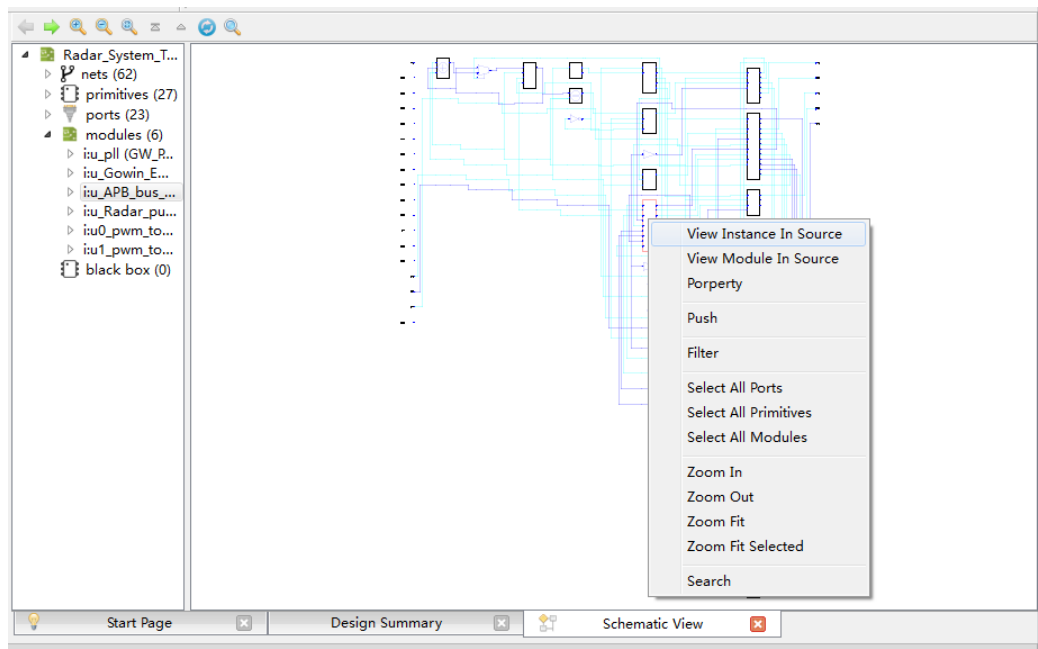 Radar_System_T...
nets (62)
primitives (27)
ports (23)
modules (6)
i:u_pll (GW_P...
i:u_Gowin_E...
i:u_APB_bus_...
i:u_Radar_pu...
i:u0_pwm_to...
i:u1_pwm_to...
black box (0)
View Instance In Source
View Module In Source
Porperty
Push
Filter
Select All Ports
Select All Primitives
Select All Modules
Zoom In
Zoom Out
Zoom Fit
Zoom Fit Selected
Search
Start Page
Design Summary
Schematic View